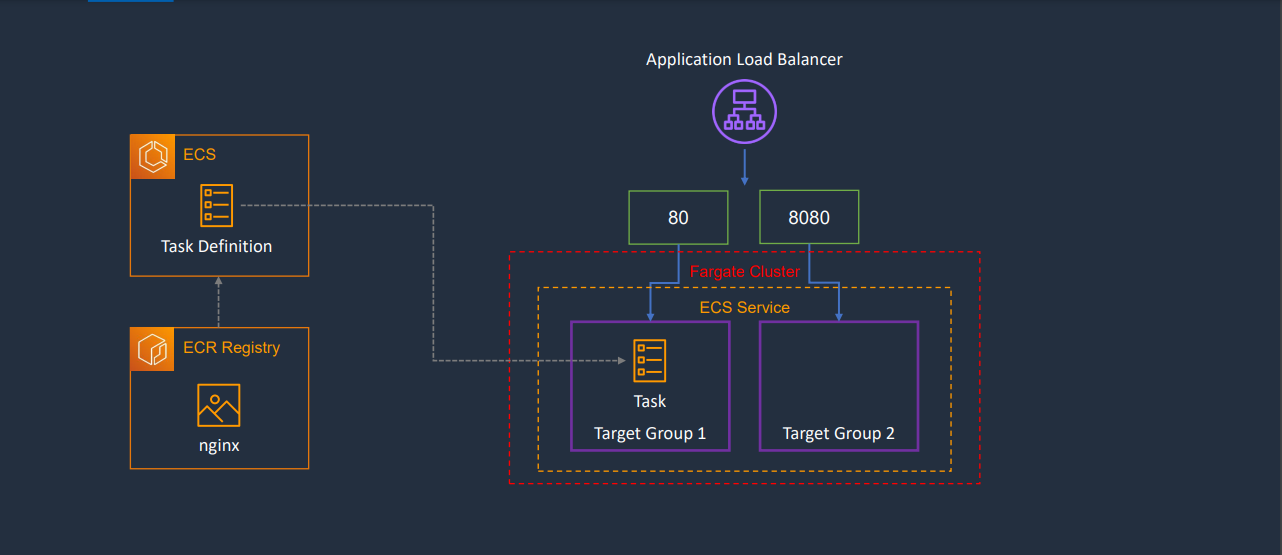 Application Load Balancer
ECS
Task Definition
80
8080
Fargate Cluster
ECS Service
ECR Registry
nginx
Task
Target Group 1
Target Group 2